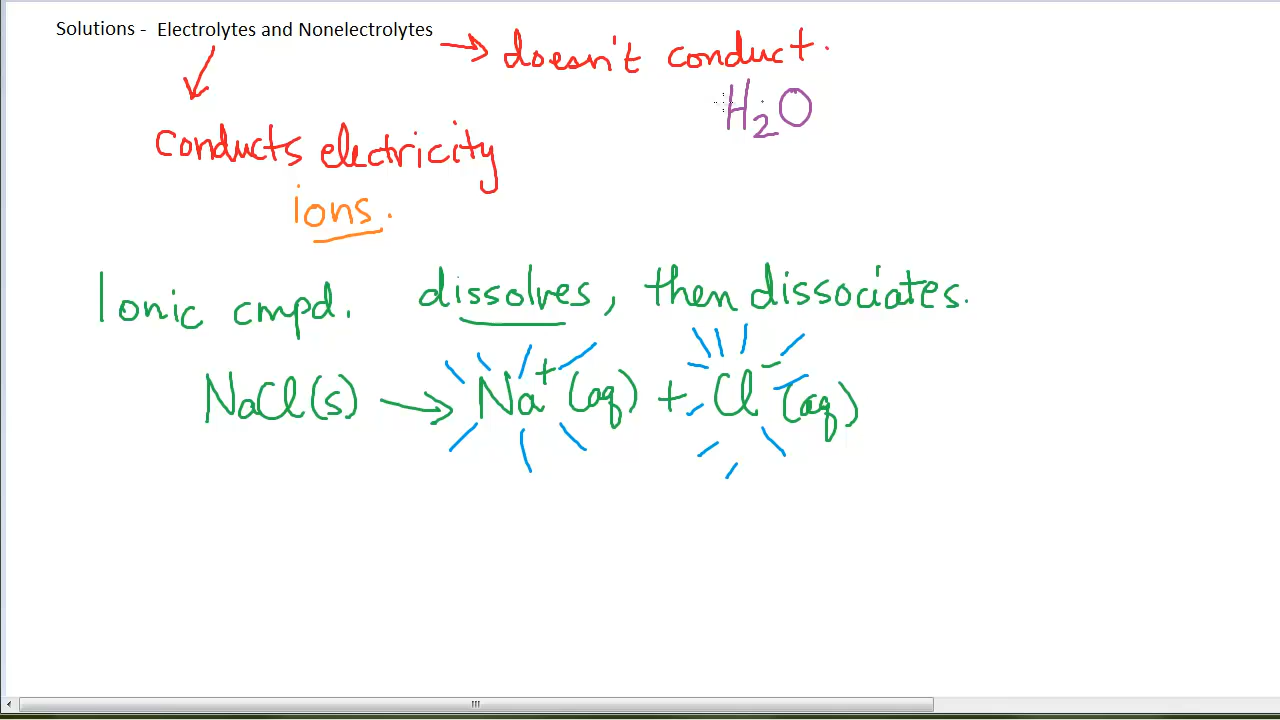 Solutions - Electrolytes and Nonelectrolytes → doesn't conduct.
H₂O
Conducts electricity
ions.
Ionic cmpd. dissolves, then dissociates.
NaCl(s) → Na⁺(aq) + Cl⁻(aq)